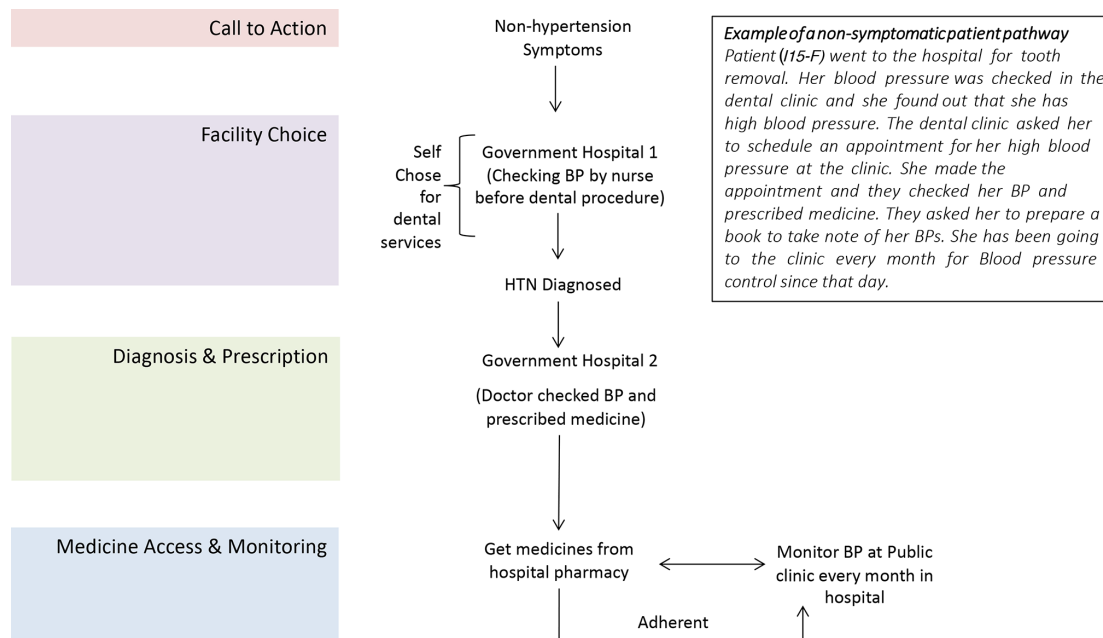 Call to Action
Non-hypertension
Symptoms
Example of a non-symptomatic patient pathway
Patient (I15-F) went to the hospital for tooth
removal. Her blood pressure was checked in the
dental clinic and she found out that she has
high blood pressure. The dental clinic asked her
to schedule an appointment for her high blood
pressure at the clinic. She made the
appointment and they checked her BP and
prescribed medicine. They asked her to prepare a
book to take note of her BPs. She has been going
to the clinic every month for Blood pressure
control since that day.
Facility Choice
Self
Chose
for
dental
services
Government Hospital 1
(Checking BP by nurse
before dental procedure)
HTN Diagnosed
Diagnosis & Prescription
Government Hospital 2
(Doctor checked BP and
prescribed medicine)
Medicine Access & Monitoring
Get medicines from
hospital pharmacy
Monitor BP at Public
clinic every month in
hospital
Adherent